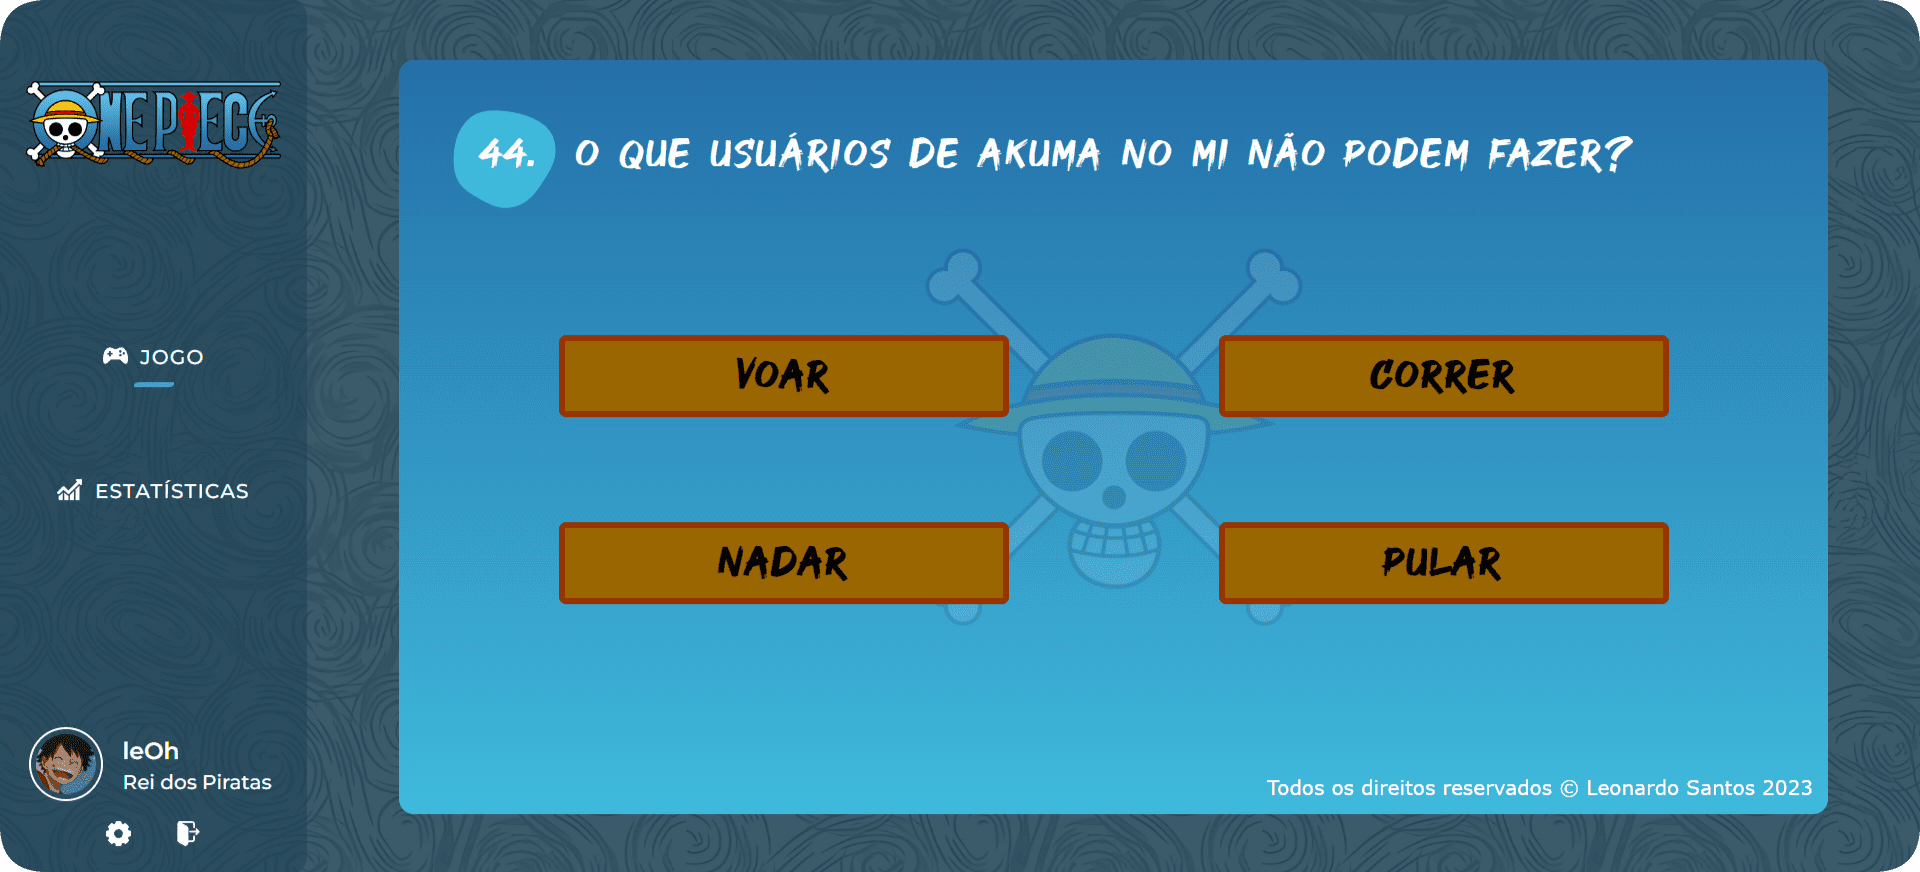 ONE PIECE
JOGO
ESTATÍSTICAS
leOh
Rei dos Piratas
44. O QUE USUÁRIOS DE AKUMA NO MI NÃO PODEM FAZER?
VOAR
CORRER
NADAR
PULAR
Todos os direitos reservados © Leonardo Santos 2023